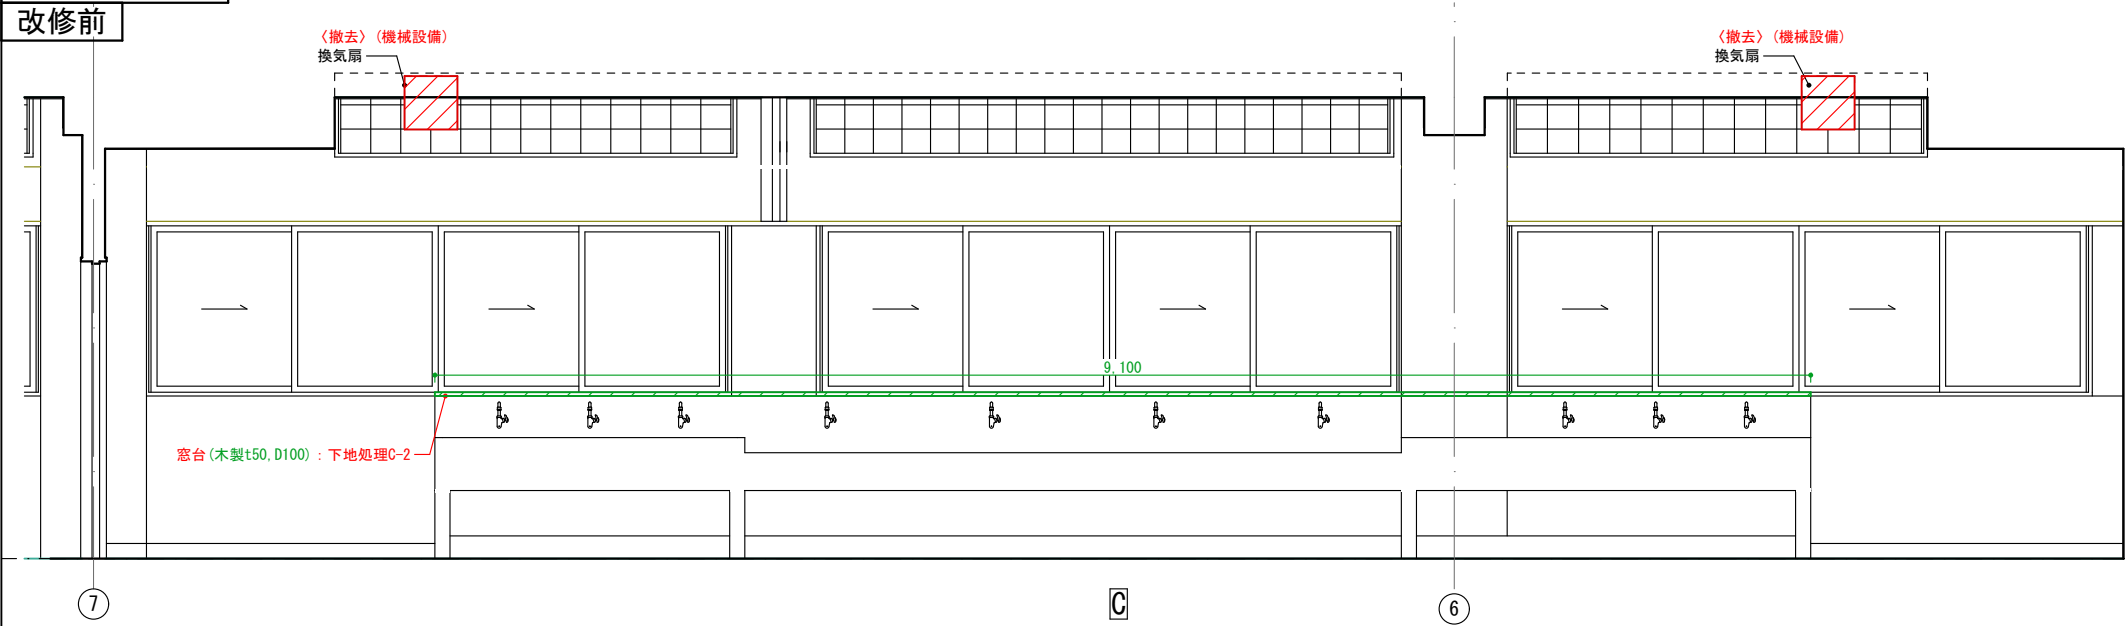 改修前
〈撤去〉(機械設備)
換気扇
〈撤去〉(機械設備)
換気扇
9,100
窓台(木製t50,D100):下地処理C-2
7
C
6